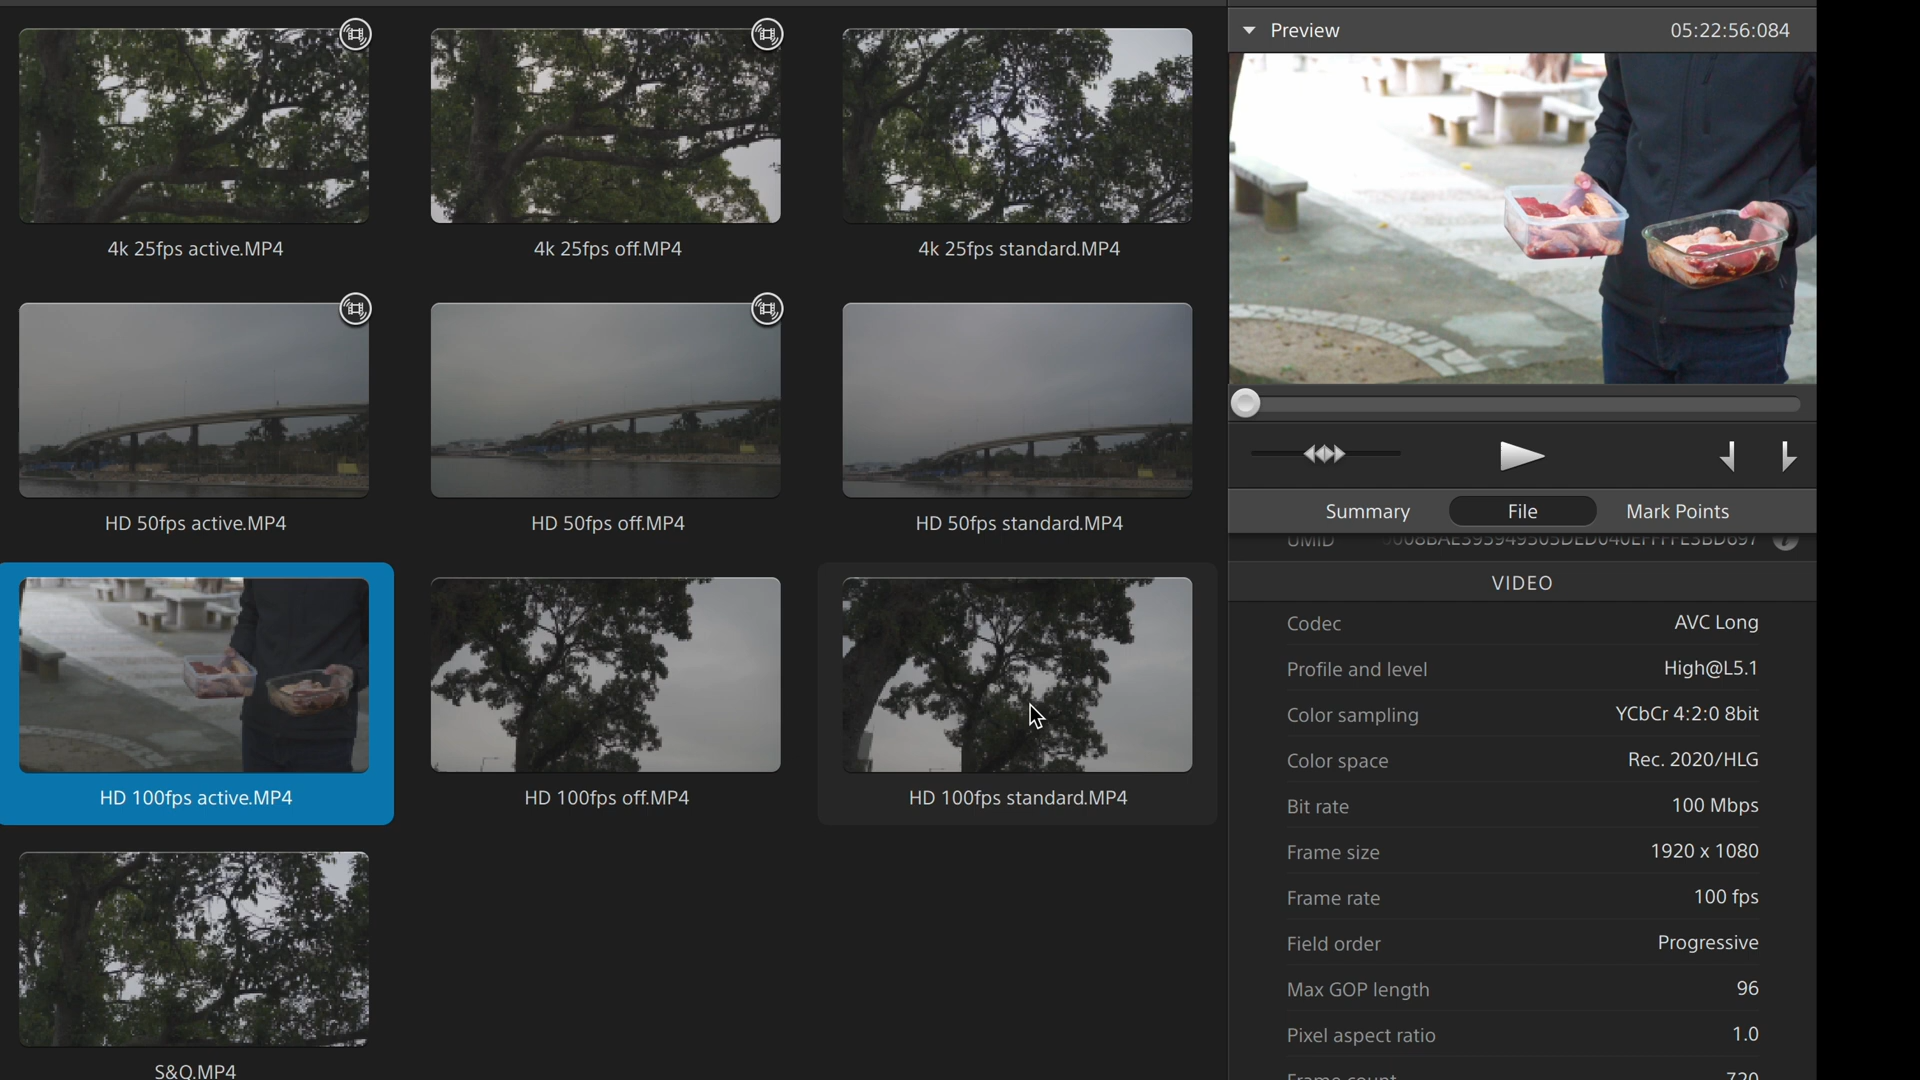 Preview 05:22:56:084
4k 25fps active.MP4 4k 25fps off.MP4 4k 25fps standard.MP4
HD 50fps active.MP4 HD 50fps off.MP4 HD 50fps standard.MP4
HD 100fps active.MP4 HD 100fps off.MP4 HD 100fps standard.MP4
S&Q.MP4
Summary File Mark Points
UMID
VIDEO
Codec AVC Long
Profile and level High@L5.1
Color sampling YCbCr 4:2:0 8bit
Color space Rec. 2020/HLG
Bit rate 100 Mbps
Frame size 1920 x 1080
Frame rate 100 fps
Field order Progressive
Max GOP length 96
Pixel aspect ratio 1.0
Frame count 720